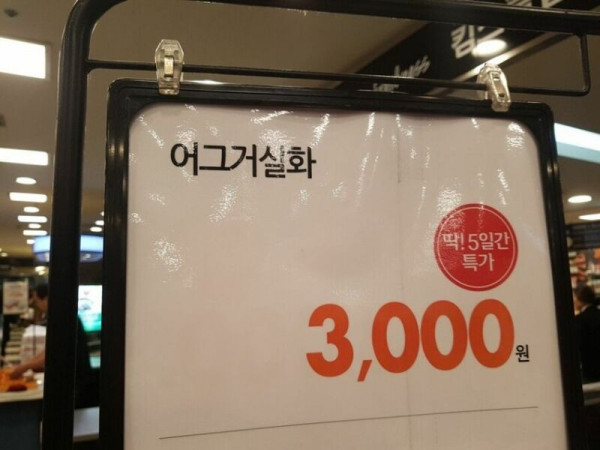 어그거실화
딱! 5일간
특가
3,000원